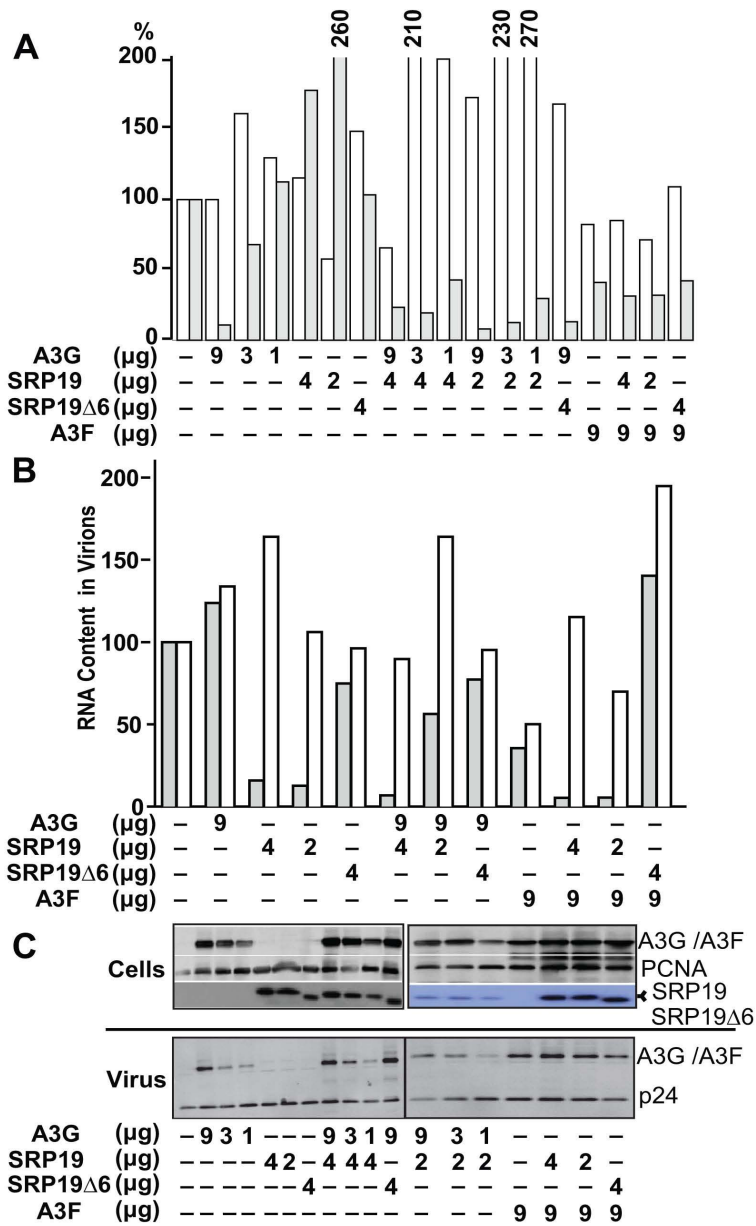 A
%
260 210 230 270
200
150
100
50
0
A3G (µg) – 9 3 1 – – – 9 3 1 9 3 1 9 – – – –
SRP19 (µg) – – – – 4 2 – 4 4 4 2 2 2 – – 4 2 –
SRP19Δ6 (µg) – – – – – – 4 – – – – – – 4 – – – 4
A3F (µg) – – – – – – – – – – – – – – 9 9 9 9
B
RNA Content in Virions
200
150
100
50
0
A3G (µg) – 9 – – – 9 9 9 – – – –
SRP19 (µg) – – 4 2 – 4 2 – – 4 2 –
SRP19Δ6 (µg) – – – – 4 – – 4 – – – 4
A3F (µg) – – – – – – – – 9 9 9 9
C
Cells
A3G /A3F
PCNA
SRP19
SRP19Δ6
Virus
A3G /A3F
p24
A3G (µg) – 9 3 1 – – – 9 3 1 9 9 3 1 – – – –
SRP19 (µg) – – – – 4 2 – 4 4 4 – 2 2 2 – 4 2 –
SRP19Δ6 (µg) – – – – – – 4 – – – 4 – – – – – – 4
A3F (µg) – – – – – – – – – – – – – – 9 9 9 9